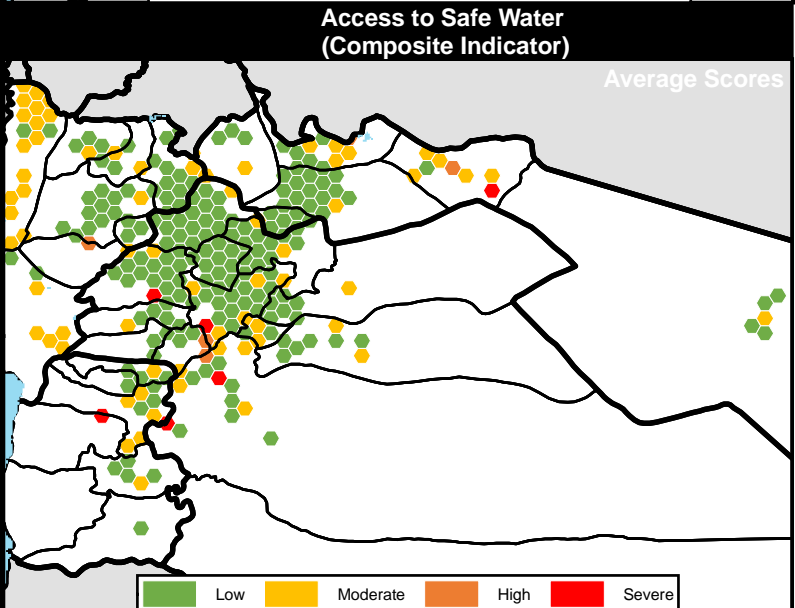 Access to Safe Water
(Composite Indicator)
Average Scores
Low
Moderate
High
Severe